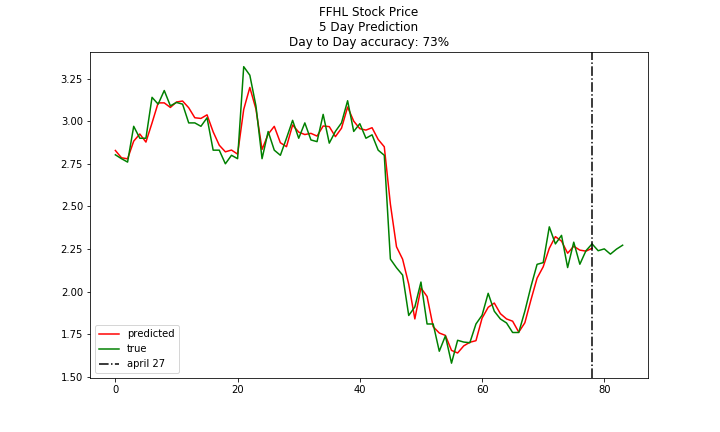 FFHL Stock Price
5 Day Prediction
Day to Day accuracy: 73%
3.25
3.00
2.75
2.50
2.25
2.00
1.75
1.50
predicted
true
april 27
0 20 40 60 80